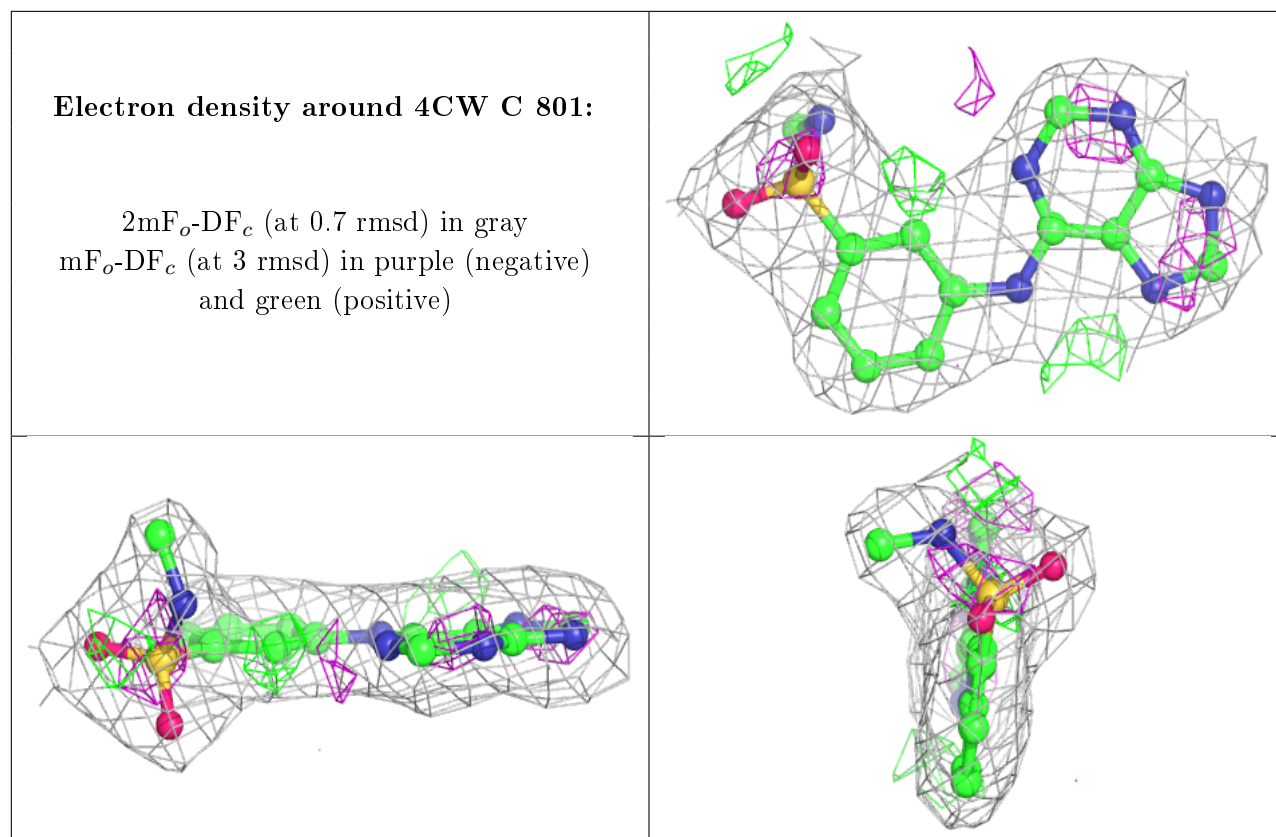 Electron density around 4CW C 801:
2mFo-DFc (at 0.7 rmsd) in gray
mFo-DFc (at 3 rmsd) in purple (negative)
and green (positive)